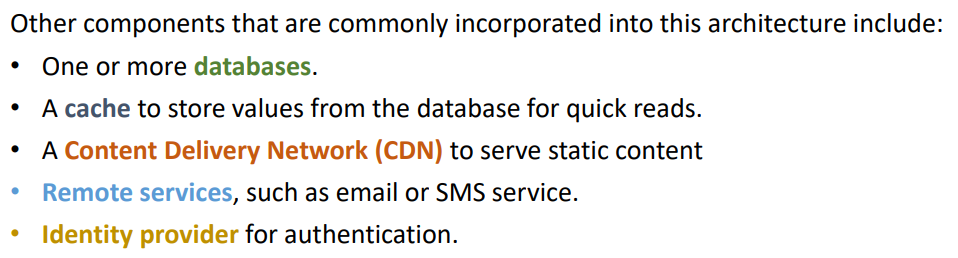 Other components that are commonly incorporated into this architecture include:
• One or more databases.
• A cache to store values from the database for quick reads.
• A Content Delivery Network (CDN) to serve static content
• Remote services, such as email or SMS service.
• Identity provider for authentication.